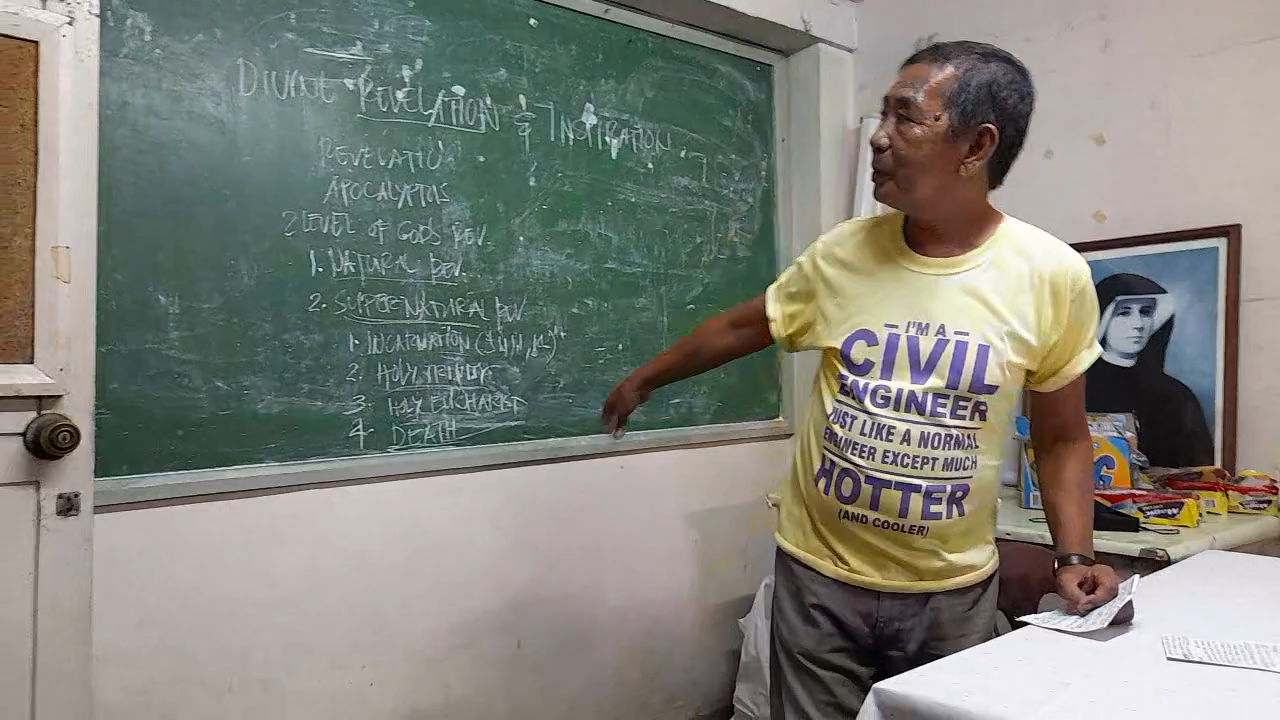 DIVINE REVELATION & INSPIRATION.
REVELATIO
APOCALYPTOS
2 LEVEL OF GODS REV.
1. NATURAL REV.
2. SUPERNATURAL REV
1. INCARNATION
2. HOLY TRINITY
3. HOLY EUCHARIST
4. DEATH
– I'M A –
CIVIL
ENGINEER
JUST LIKE A NORMAL
ENGINEER EXCEPT MUCH
HOTTER
(AND COOLER)